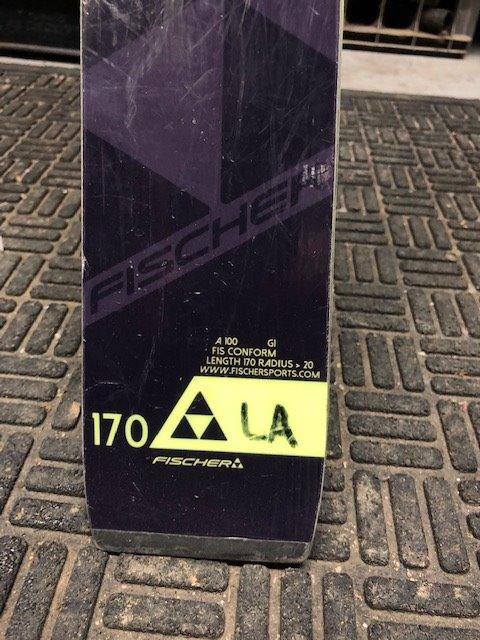 FISCHER
A 100 GI
FIS CONFORM
LENGTH 170 RADIUS > 20
WWW.FISCHERSPORTS.COM
170 LA
FISCHER